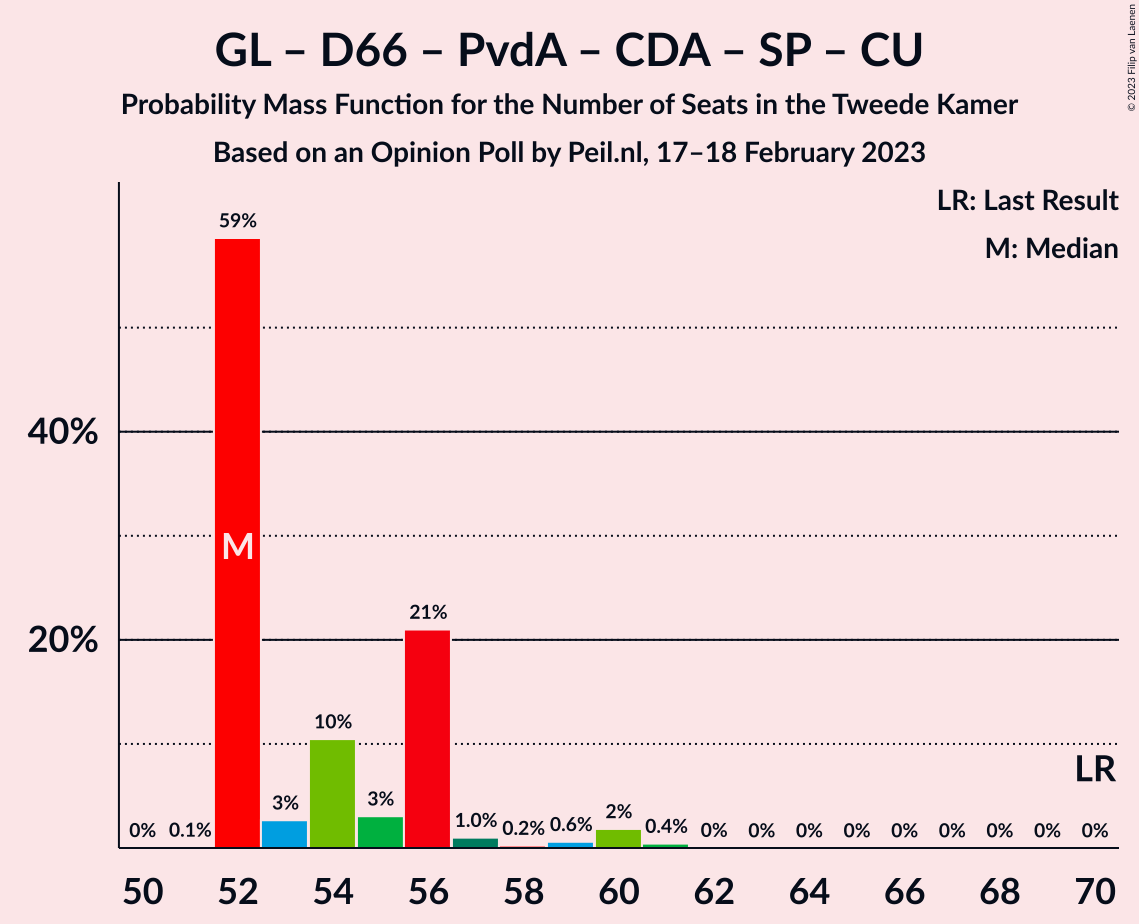 GL – D66 – PvdA – CDA – SP – CU
Probability Mass Function for the Number of Seats in the Tweede Kamer
Based on an Opinion Poll by Peil.nl, 17–18 February 2023
© 2023 Filip van Laenen
LR: Last Result
M: Median
59%
40%
M
21%
20%
10%
LR
3%
3%
2%
1.0%
0.6%
0.4%
0.2%
0% 0.1%
0% 0% 0% 0% 0% 0% 0% 0% 0%
50 52 54 56 58 60 62 64 66 68 70